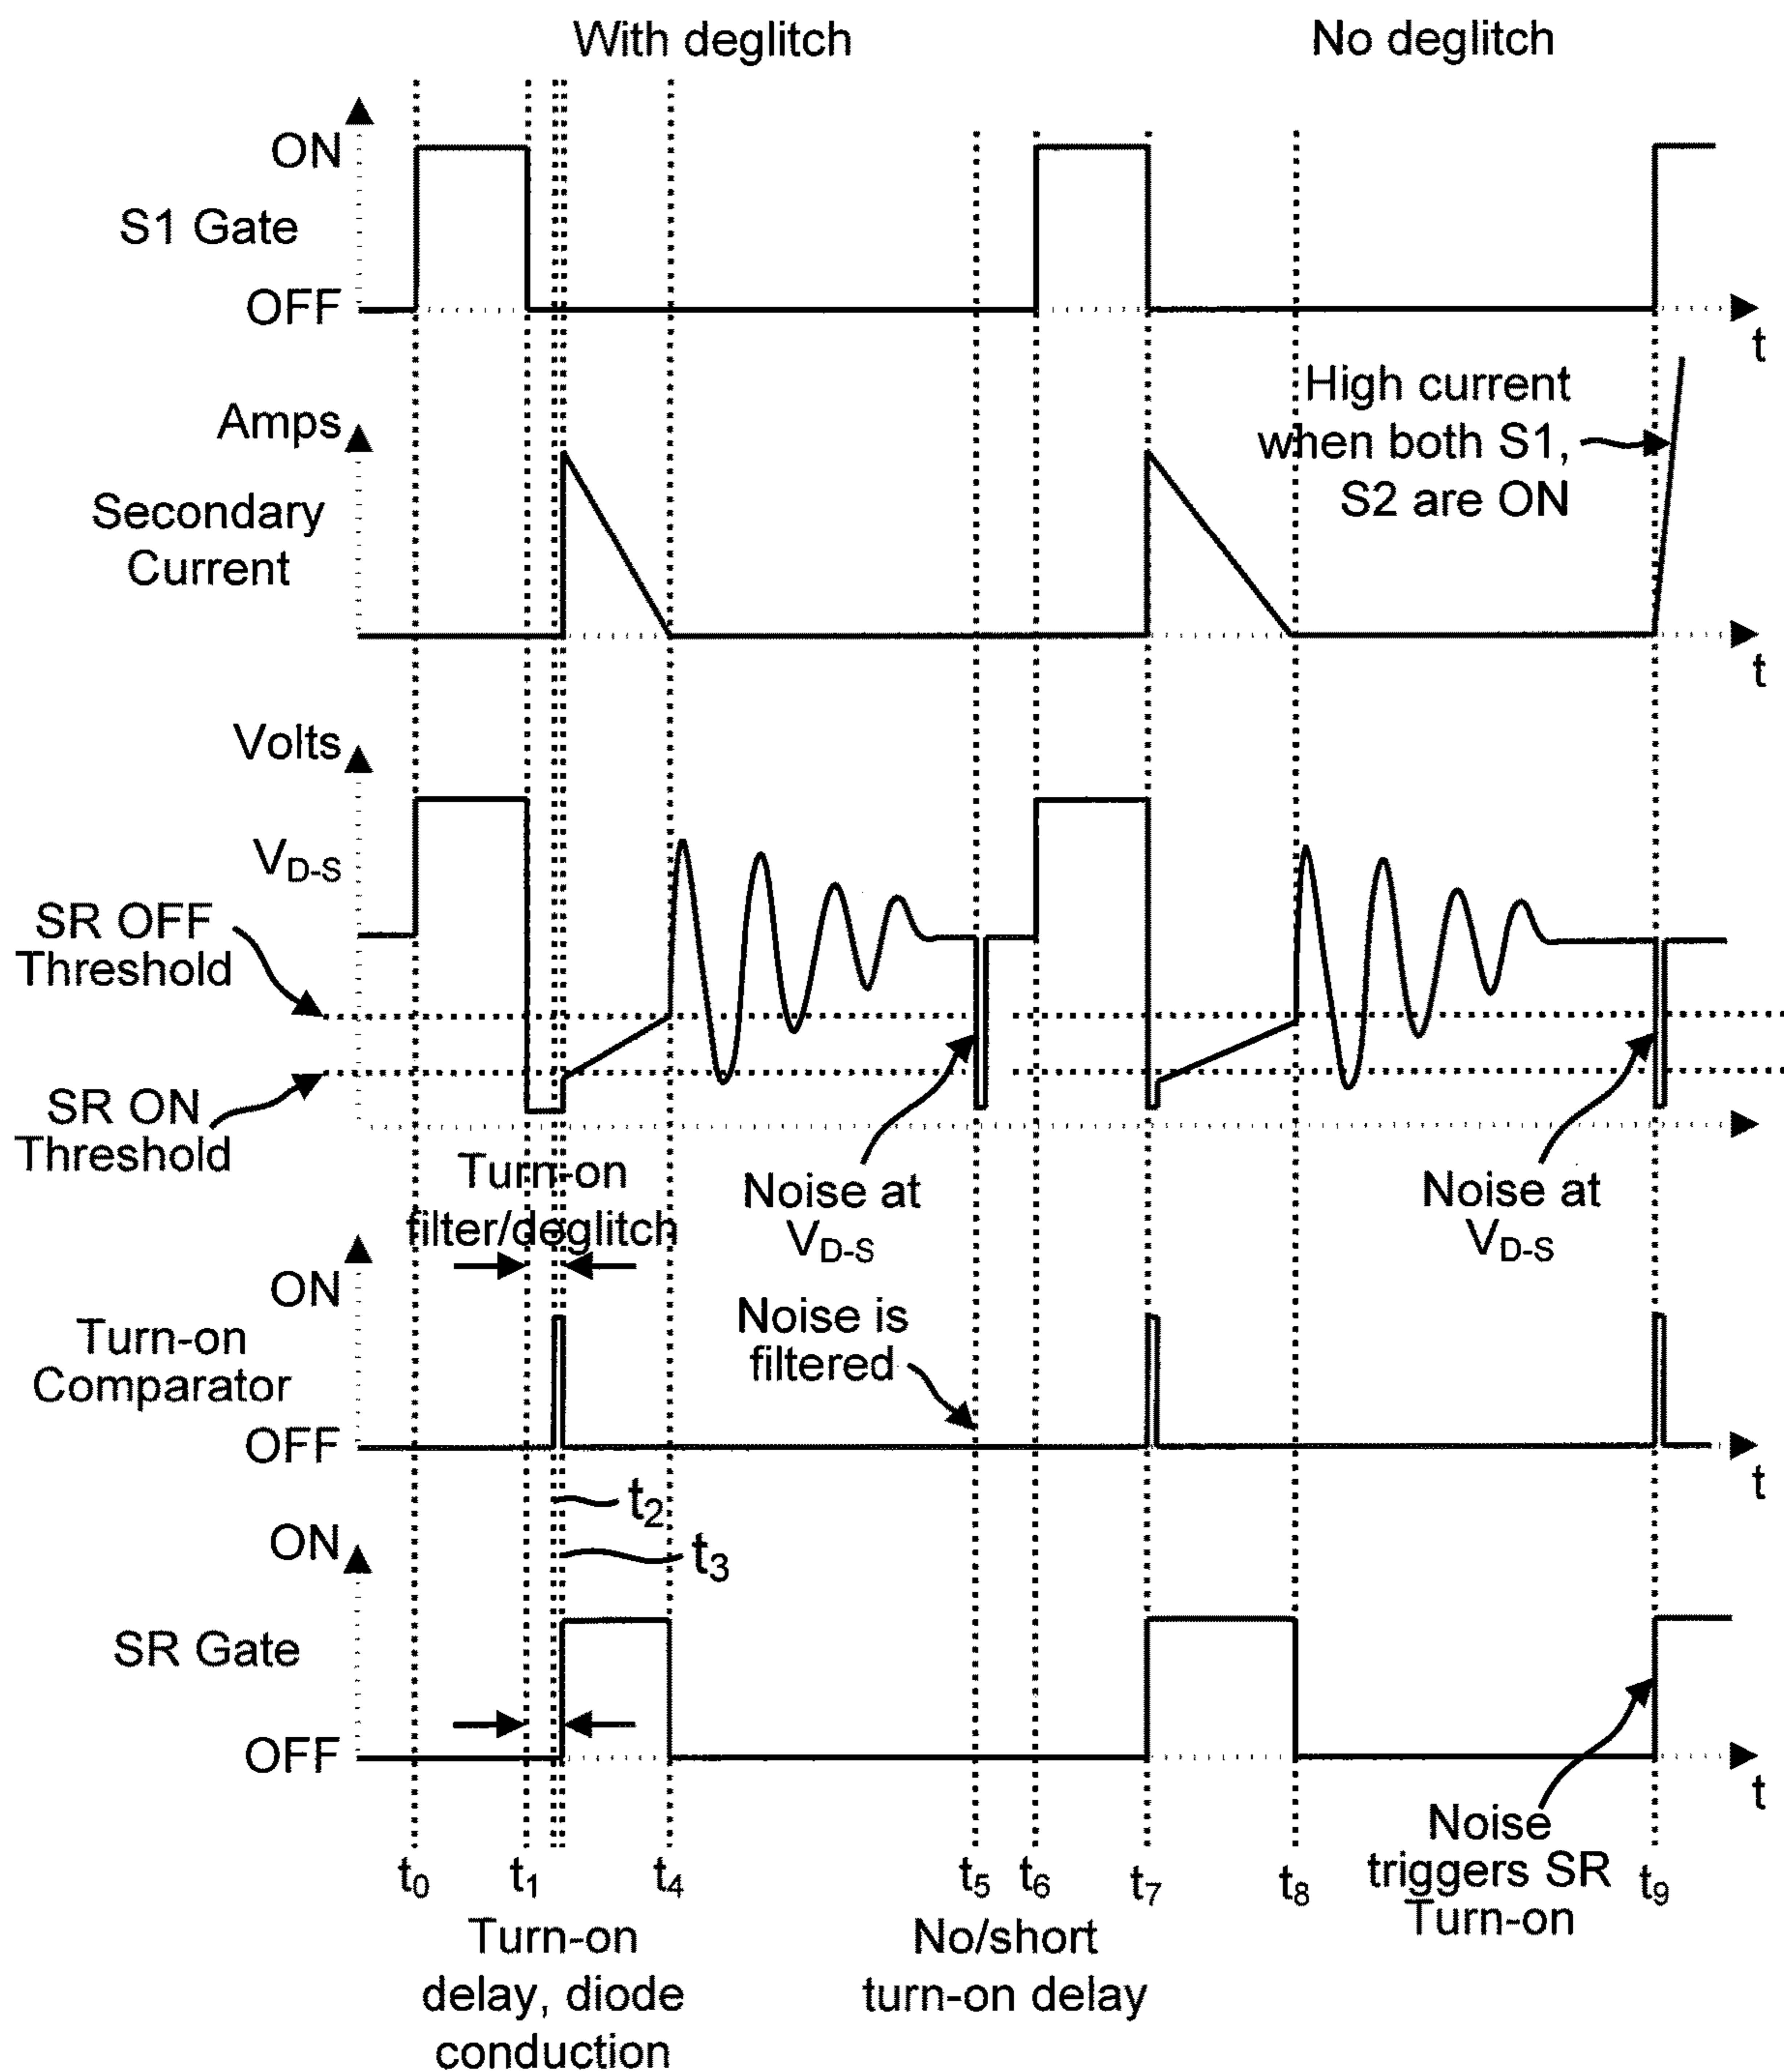 With deglitch
No deglitch
ON
S1 Gate
OFF
t
High current
when both S1,
S2 are ON
Amps
Secondary
Current
t
Volts
V_D-S
SR OFF
Threshold
SR ON
Threshold
Turn-on
filter/deglitch
Noise at
V_D-S
Noise at
V_D-S
ON
Turn-on
Comparator
OFF
Noise is
filtered
t
t₂
t₃
ON
SR Gate
OFF
t
Noise
triggers SR
Turn-on
t₀ t₁ t₄ t₅ t₆ t₇ t₈ t₉
Turn-on
delay, diode
conduction
No/short
turn-on delay